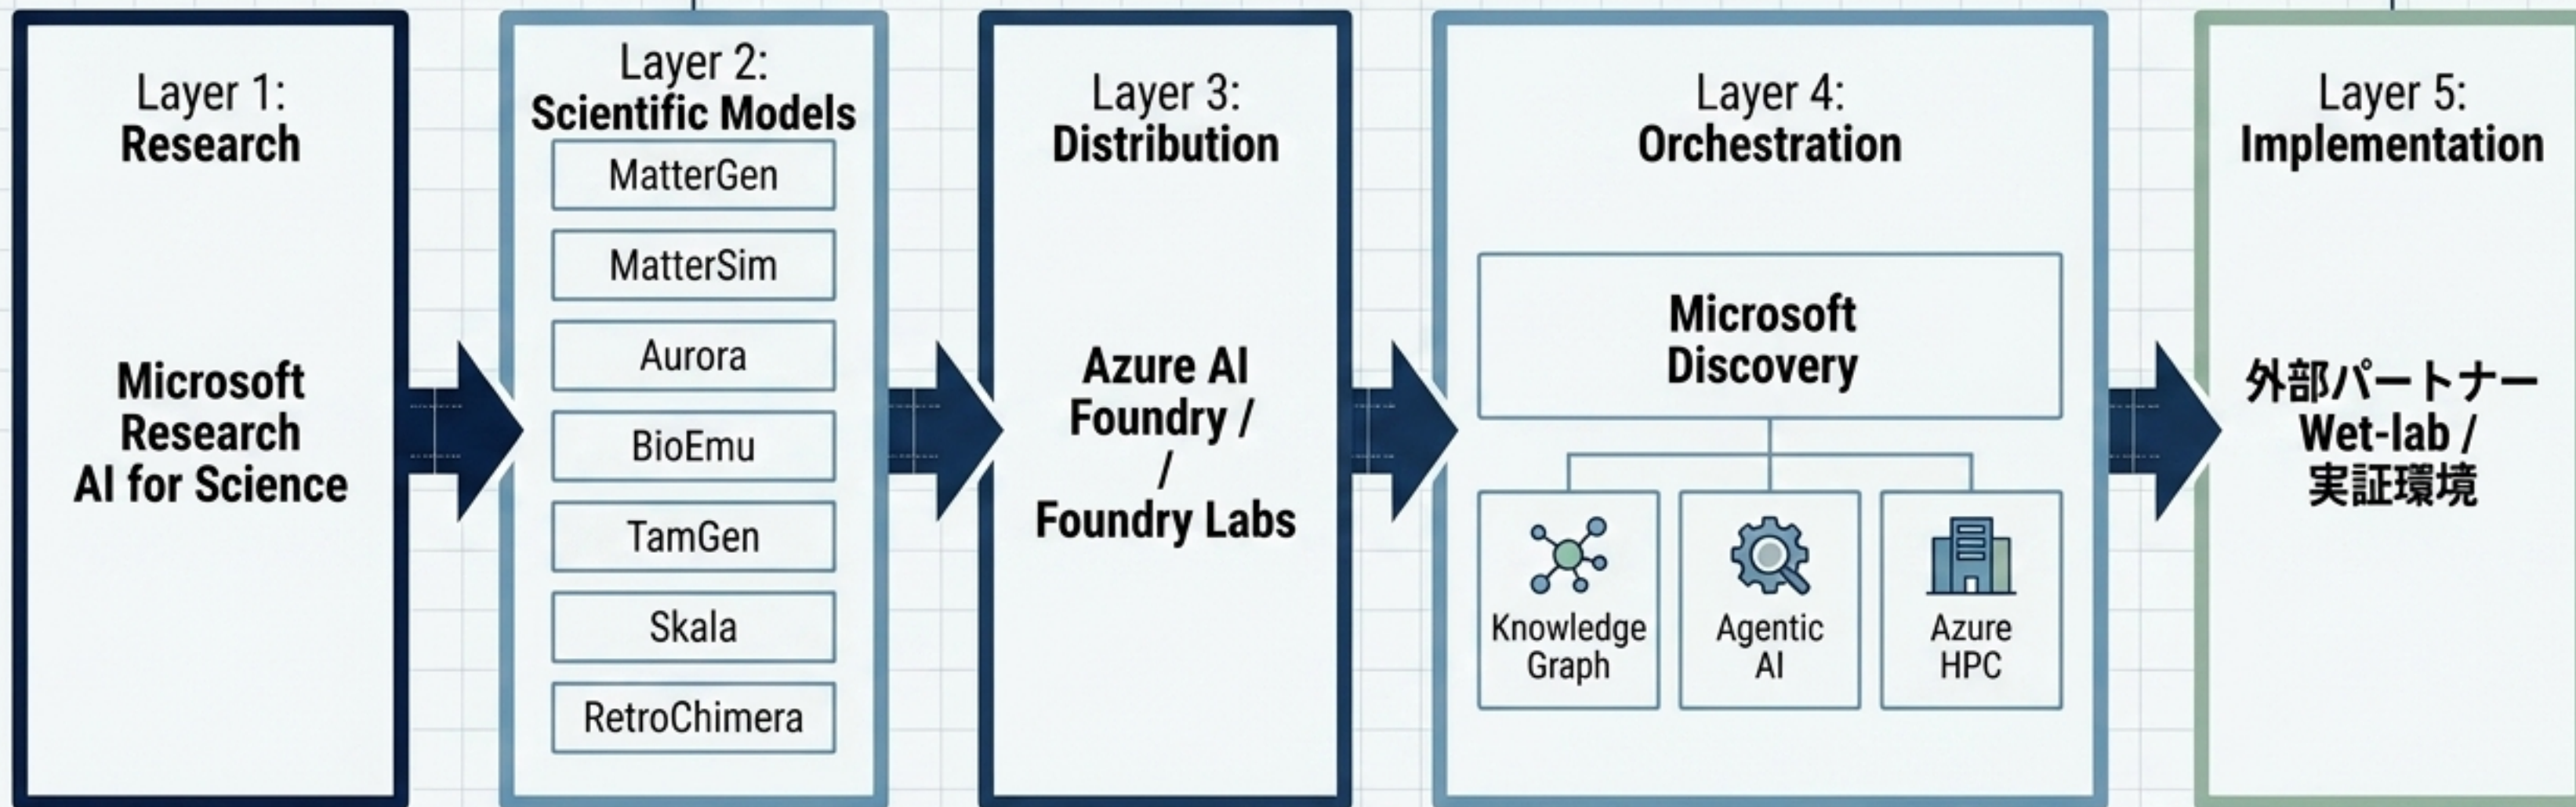 Layer 1:
Research
Microsoft
Research
AI for Science
Layer 2:
Scientific Models
MatterGen
MatterSim
Aurora
BioEmu
TamGen
Skala
RetroChimera
Layer 3:
Distribution
Azure AI
Foundry /
/
Foundry Labs
Layer 4:
Orchestration
Microsoft
Discovery
Knowledge
Graph
Agentic
AI
Azure
HPC
Layer 5:
Implementation
外部パートナー
Wet-lab /
実証環境